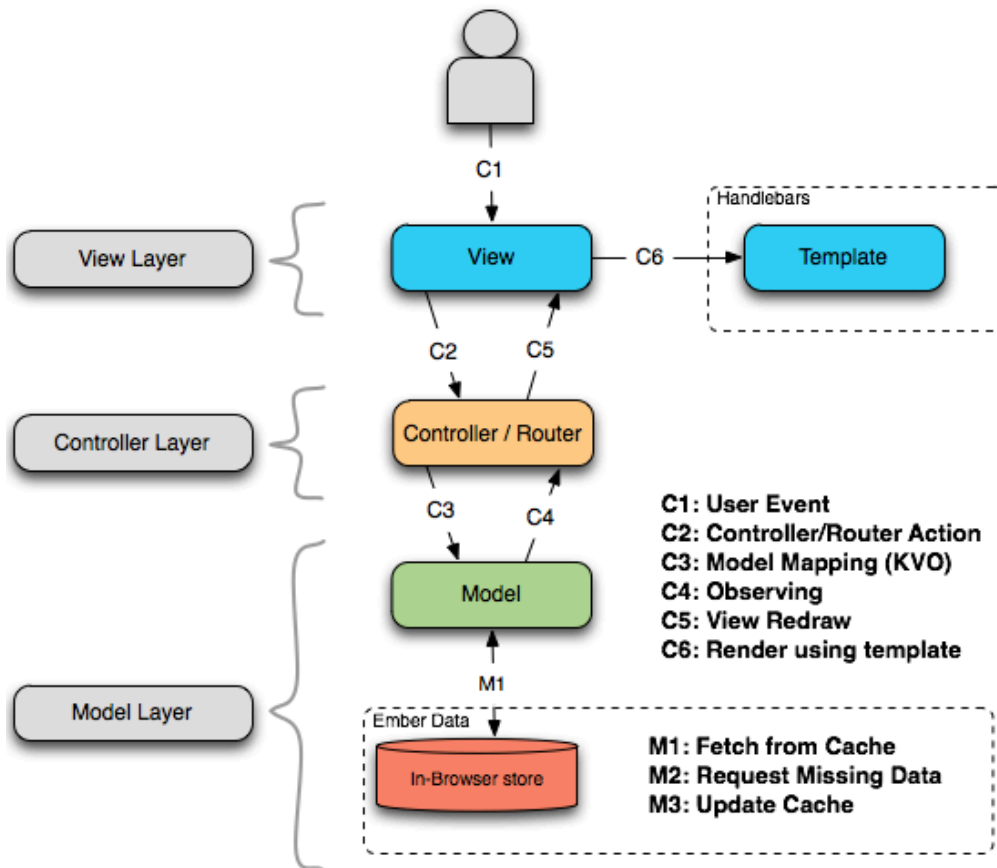 C1
Handlebars
View Layer
View
C6
Template
C2
C5
Controller Layer
Controller / Router
C3
C4
C1: User Event
C2: Controller/Router Action
C3: Model Mapping (KVO)
C4: Observing
C5: View Redraw
C6: Render using template
Model
M1
Model Layer
Ember Data
In-Browser store
M1: Fetch from Cache
M2: Request Missing Data
M3: Update Cache